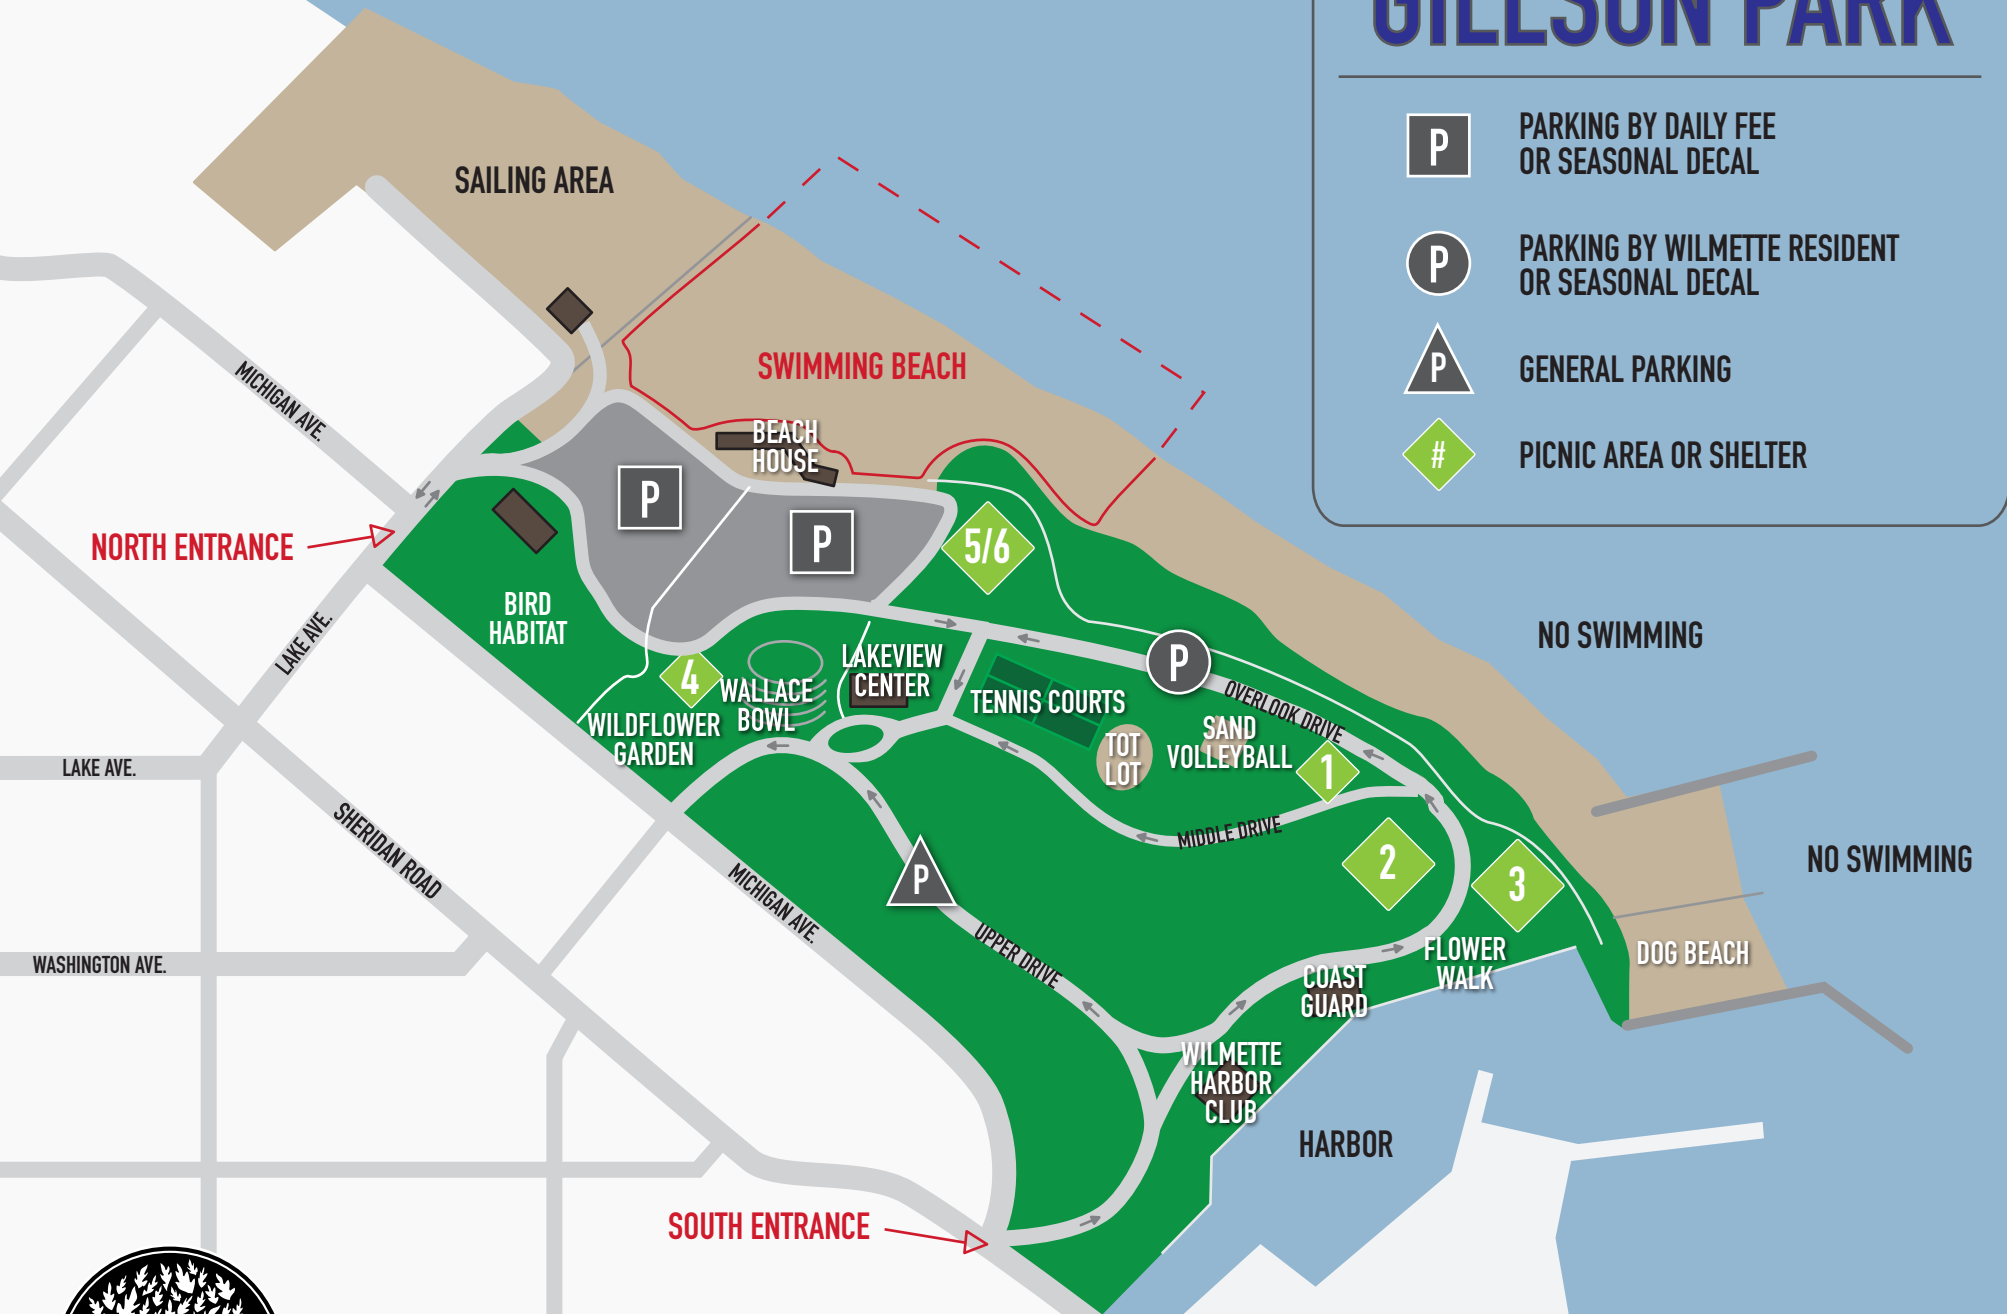 GILLSON PARK
P
PARKING BY DAILY FEE
OR SEASONAL DECAL
P
PARKING BY WILMETTE RESIDENT
OR SEASONAL DECAL
P
GENERAL PARKING
#
PICNIC AREA OR SHELTER
SAILING AREA
SWIMMING BEACH
BEACH
HOUSE
MICHIGAN AVE.
P
P
NORTH ENTRANCE
5/6
BIRD
HABITAT
LAKE AVE.
4
WILDFLOWER
GARDEN
WALLACE
BOWL
LAKEVIEW
CENTER
TENNIS COURTS
P
OVERLOOK DRIVE
TOT
LOT
SAND
VOLLEYBALL
1
NO SWIMMING
LAKE AVE.
SHERIDAN ROAD
MICHIGAN AVE.
P
MIDDLE DRIVE
2
3
NO SWIMMING
WASHINGTON AVE.
UPPER DRIVE
FLOWER
WALK
DOG BEACH
COAST
GUARD
WILMETTE
HARBOR
CLUB
HARBOR
SOUTH ENTRANCE